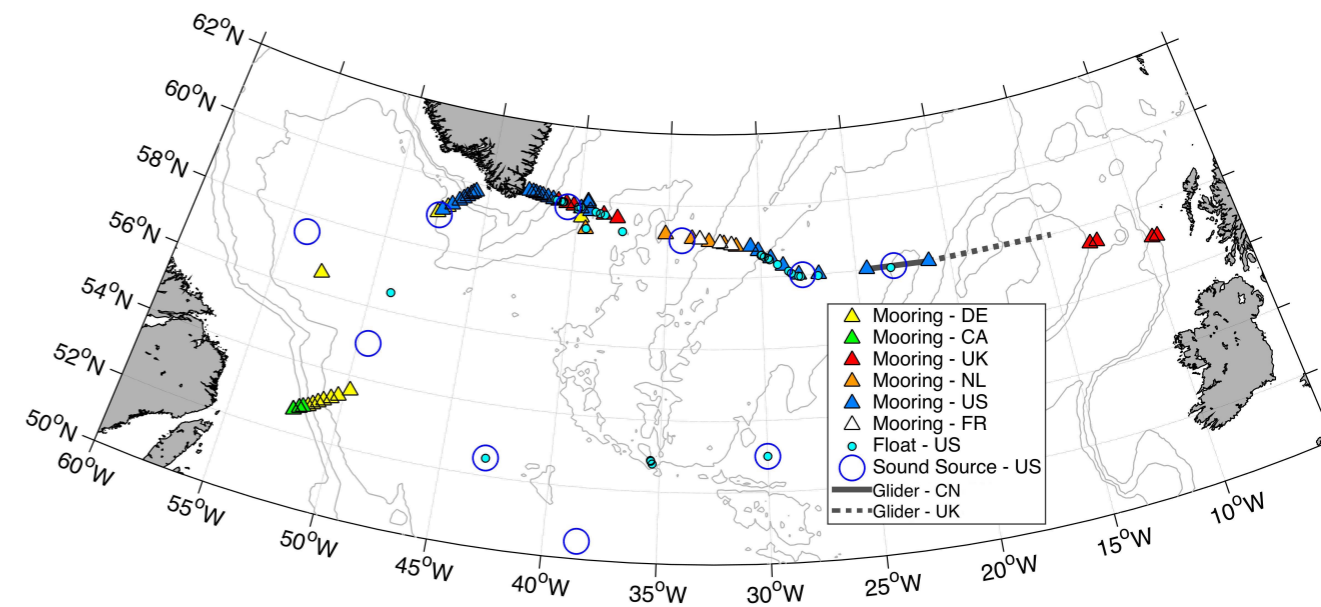 62°N
60°N
58°N
56°N
54°N
52°N
50°N
60°W
55°W
50°W
45°W
40°W
35°W
30°W
25°W
20°W
15°W
10°W
Mooring - DE
Mooring - CA
Mooring - UK
Mooring - NL
Mooring - US
Mooring - FR
Float - US
Sound Source - US
Glider - CN
Glider - UK